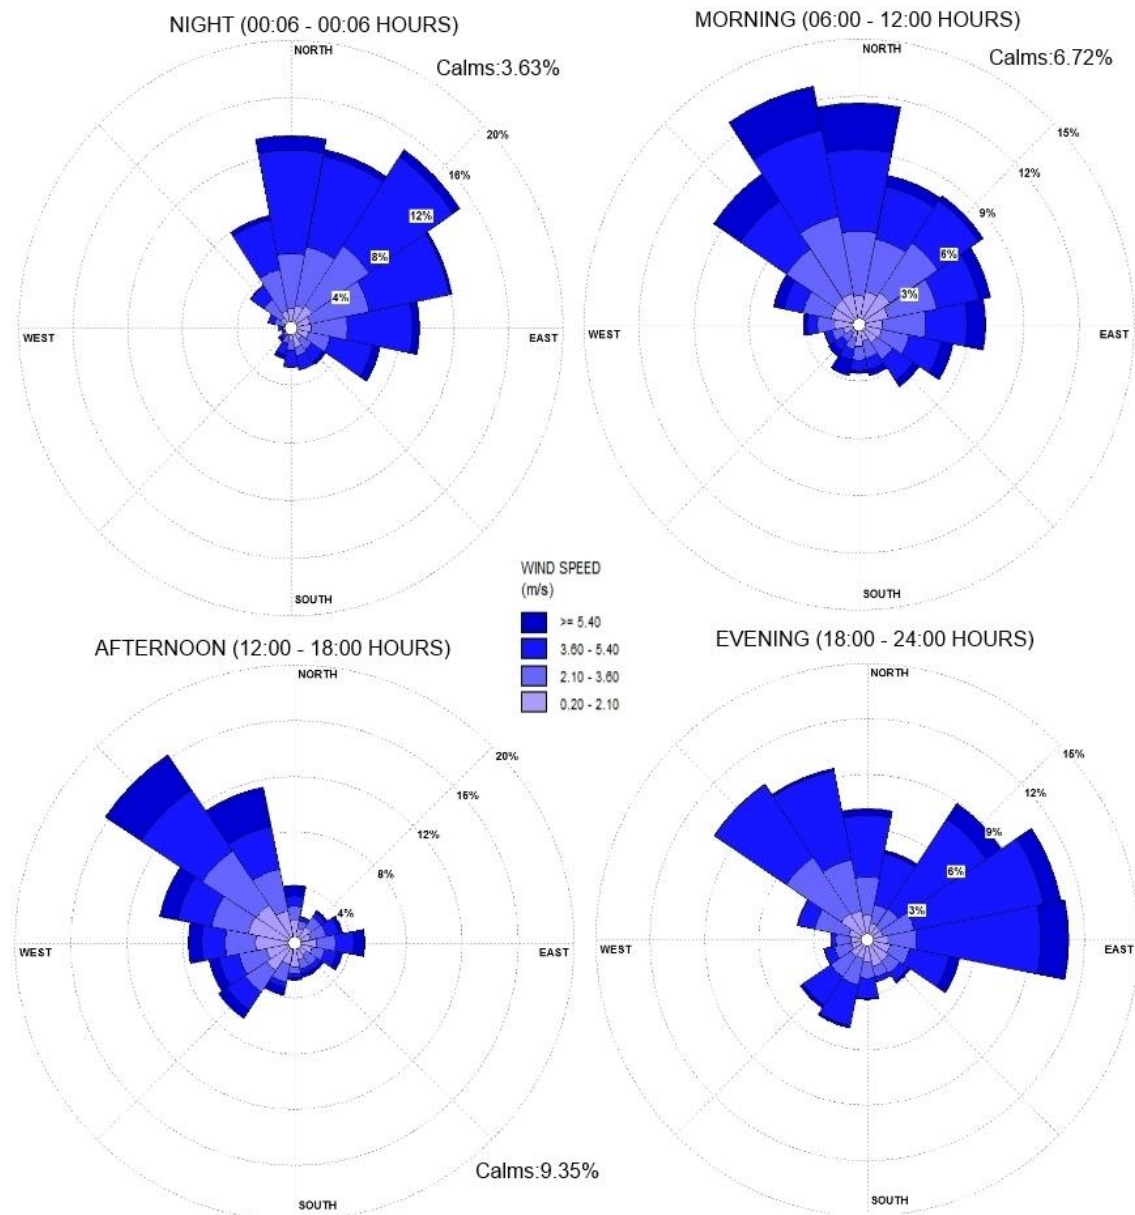 NIGHT (00:06 - 00:06 HOURS)
NORTH
Calms:3.63%
20%
16%
12%
8%
4%
WEST
EAST
SOUTH
MORNING (06:00 - 12:00 HOURS)
NORTH
Calms:6.72%
15%
12%
9%
6%
3%
WEST
EAST
SOUTH
WIND SPEED
(m/s)
>= 5.40
3.60 - 5.40
2.10 - 3.60
0.20 - 2.10
AFTERNOON (12:00 - 18:00 HOURS)
NORTH
20%
16%
12%
8%
4%
WEST
EAST
Calms:9.35%
SOUTH
EVENING (18:00 - 24:00 HOURS)
NORTH
15%
12%
9%
6%
3%
WEST
EAST
SOUTH